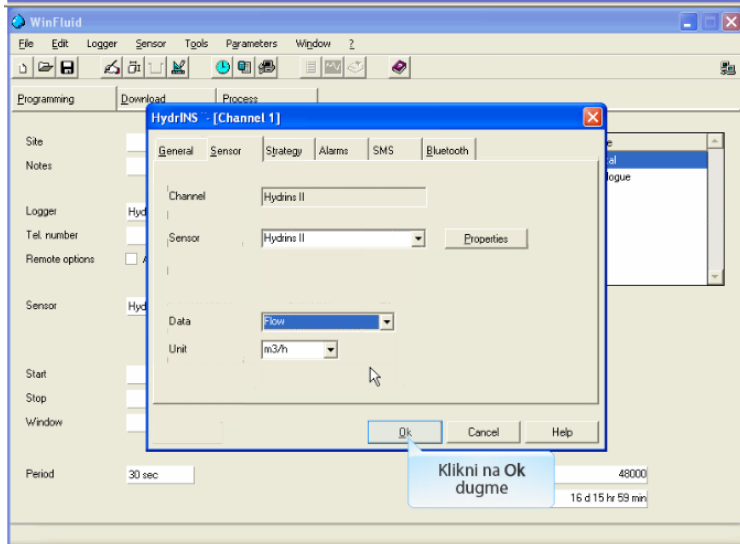 WinFluid
File Edit Logger Sensor Tools Parameters Window ?
Programming Download Process
HydrINS - [Channel 1]
General Sensor Strategy Alarms SMS Bluetooth
Site
Notes
Channel Hydrins II
Logger Hyd
Tel. number
Sensor Hydrins II Properties
Remote options
Sensor Hyd
Data Flow
Unit m3/h
Start
Stop
Window
Ok Cancel Help
Klikni na Ok
dugme
Period 30 sec 48000
16 d 15 hr 59 min